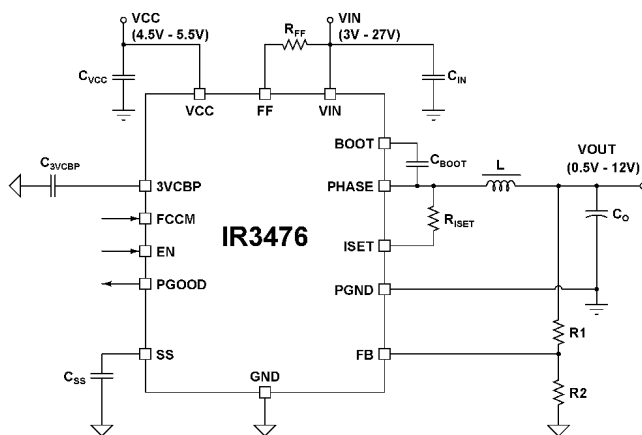 VCC
(4.5V - 5.5V)
VIN
(3V - 27V)
RFF
CVCC
CIN
VCC
FF
VIN
BOOT
CBOOT
L
VOUT
(0.5V - 12V)
C3VCBP
3VCBP
PHASE
FCCM
IR3476
RISET
CO
EN
ISET
PGOOD
PGND
R1
SS
FB
CSS
GND
R2